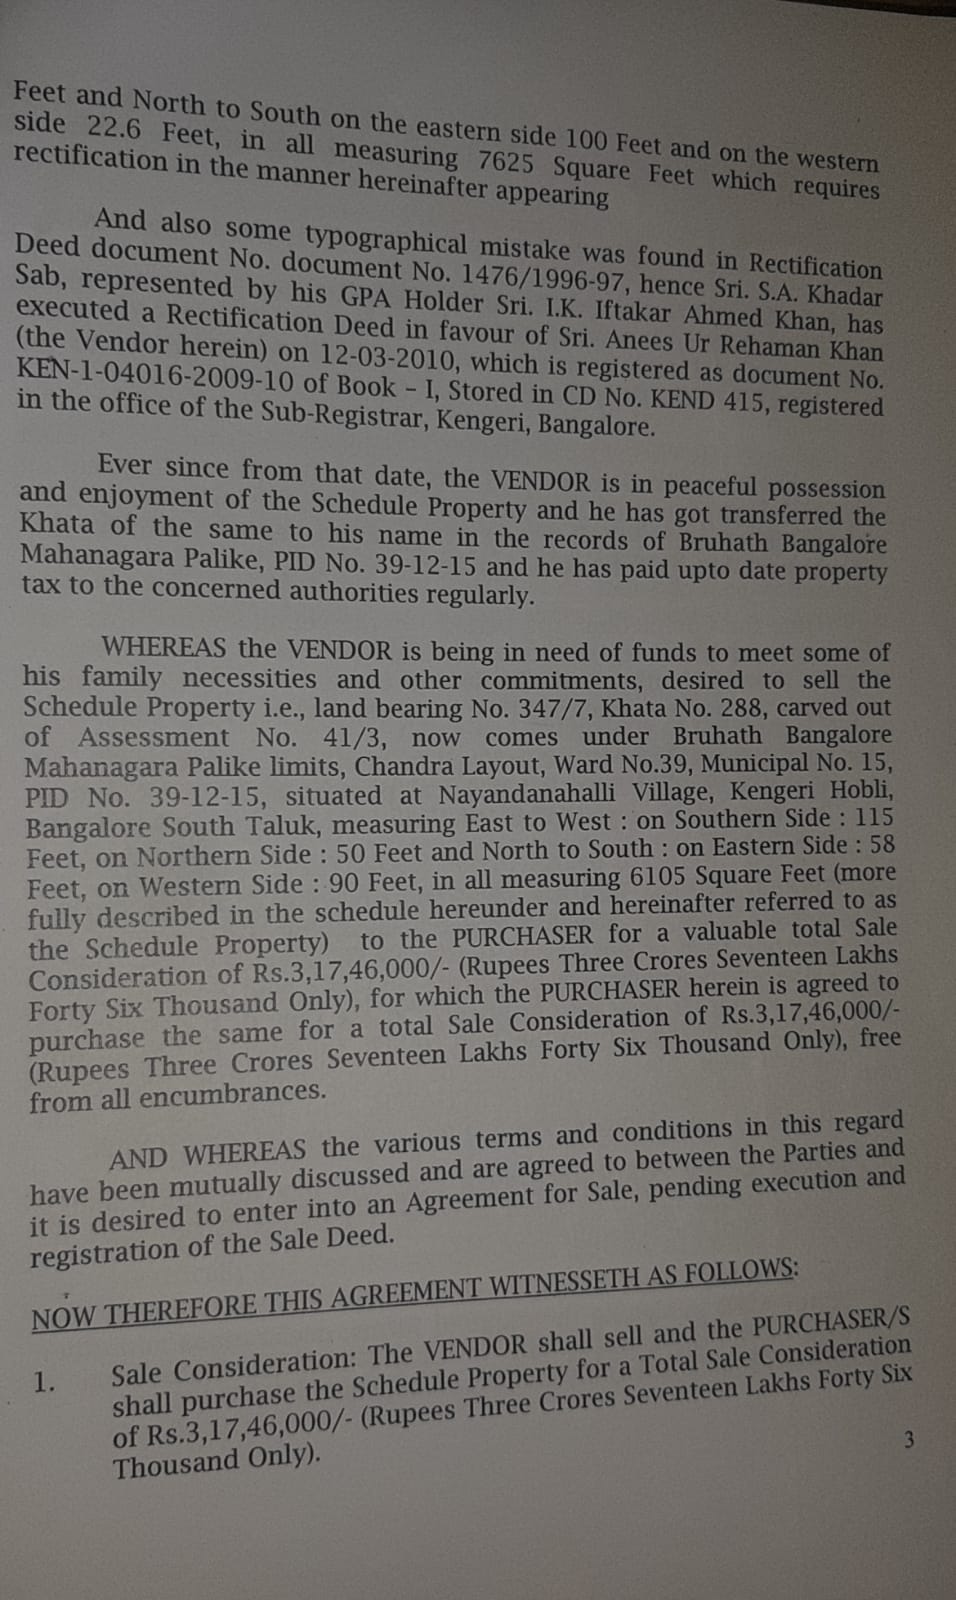 Feet and North to South on the eastern side 100 Feet and on the western
side 22.6 Feet, in all measuring 7625 Square Feet which requires
rectification in the manner hereinafter appearing
And also some typographical mistake was found in Rectification
Deed document No. document No. 1476/1996-97, hence Sri. S.A. Khadar
Sab, represented by his GPA Holder Sri. I.K. Iftakar Ahmed Khan, has
executed a Rectification Deed in favour of Sri. Anees Ur Rehaman Khan
(the Vendor herein) on 12-03-2010, which is registered as document No.
KEN-1-04016-2009-10 of Book – I, Stored in CD No. KEND 415, registered
in the office of the Sub-Registrar, Kengeri, Bangalore.
Ever since from that date, the VENDOR is in peaceful possession
and enjoyment of the Schedule Property and he has got transferred the
Khata of the same to his name in the records of Bruhath Bangalore
Mahanagara Palike, PID No. 39-12-15 and he has paid upto date property
tax to the concerned authorities regularly.
WHEREAS the VENDOR is being in need of funds to meet some of
his family necessities and other commitments, desired to sell the
Schedule Property i.e., land bearing No. 347/7, Khata No. 288, carved out
of Assessment No. 41/3, now comes under Bruhath Bangalore
Mahanagara Palike limits, Chandra Layout, Ward No.39, Municipal No. 15,
PID No. 39-12-15, situated at Nayandanahalli Village, Kengeri Hobli,
Bangalore South Taluk, measuring East to West : on Southern Side : 115
Feet, on Northern Side : 50 Feet and North to South : on Eastern Side : 58
Feet, on Western Side : 90 Feet, in all measuring 6105 Square Feet (more
fully described in the schedule hereunder and hereinafter referred to as
the Schedule Property) to the PURCHASER for a valuable total Sale
Consideration of Rs.3,17,46,000/- (Rupees Three Crores Seventeen Lakhs
Forty Six Thousand Only), for which the PURCHASER herein is agreed to
purchase the same for a total Sale Consideration of Rs.3,17,46,000/-
(Rupees Three Crores Seventeen Lakhs Forty Six Thousand Only), free
from all encumbrances.
AND WHEREAS the various terms and conditions in this regard
have been mutually discussed and are agreed to between the Parties and
it is desired to enter into an Agreement for Sale, pending execution and
registration of the Sale Deed.
NOW THEREFORE THIS AGREEMENT WITNESSETH AS FOLLOWS:
1. Sale Consideration: The VENDOR shall sell and the PURCHASER/S
shall purchase the Schedule Property for a Total Sale Consideration
of Rs.3,17,46,000/- (Rupees Three Crores Seventeen Lakhs Forty Six
Thousand Only).
3